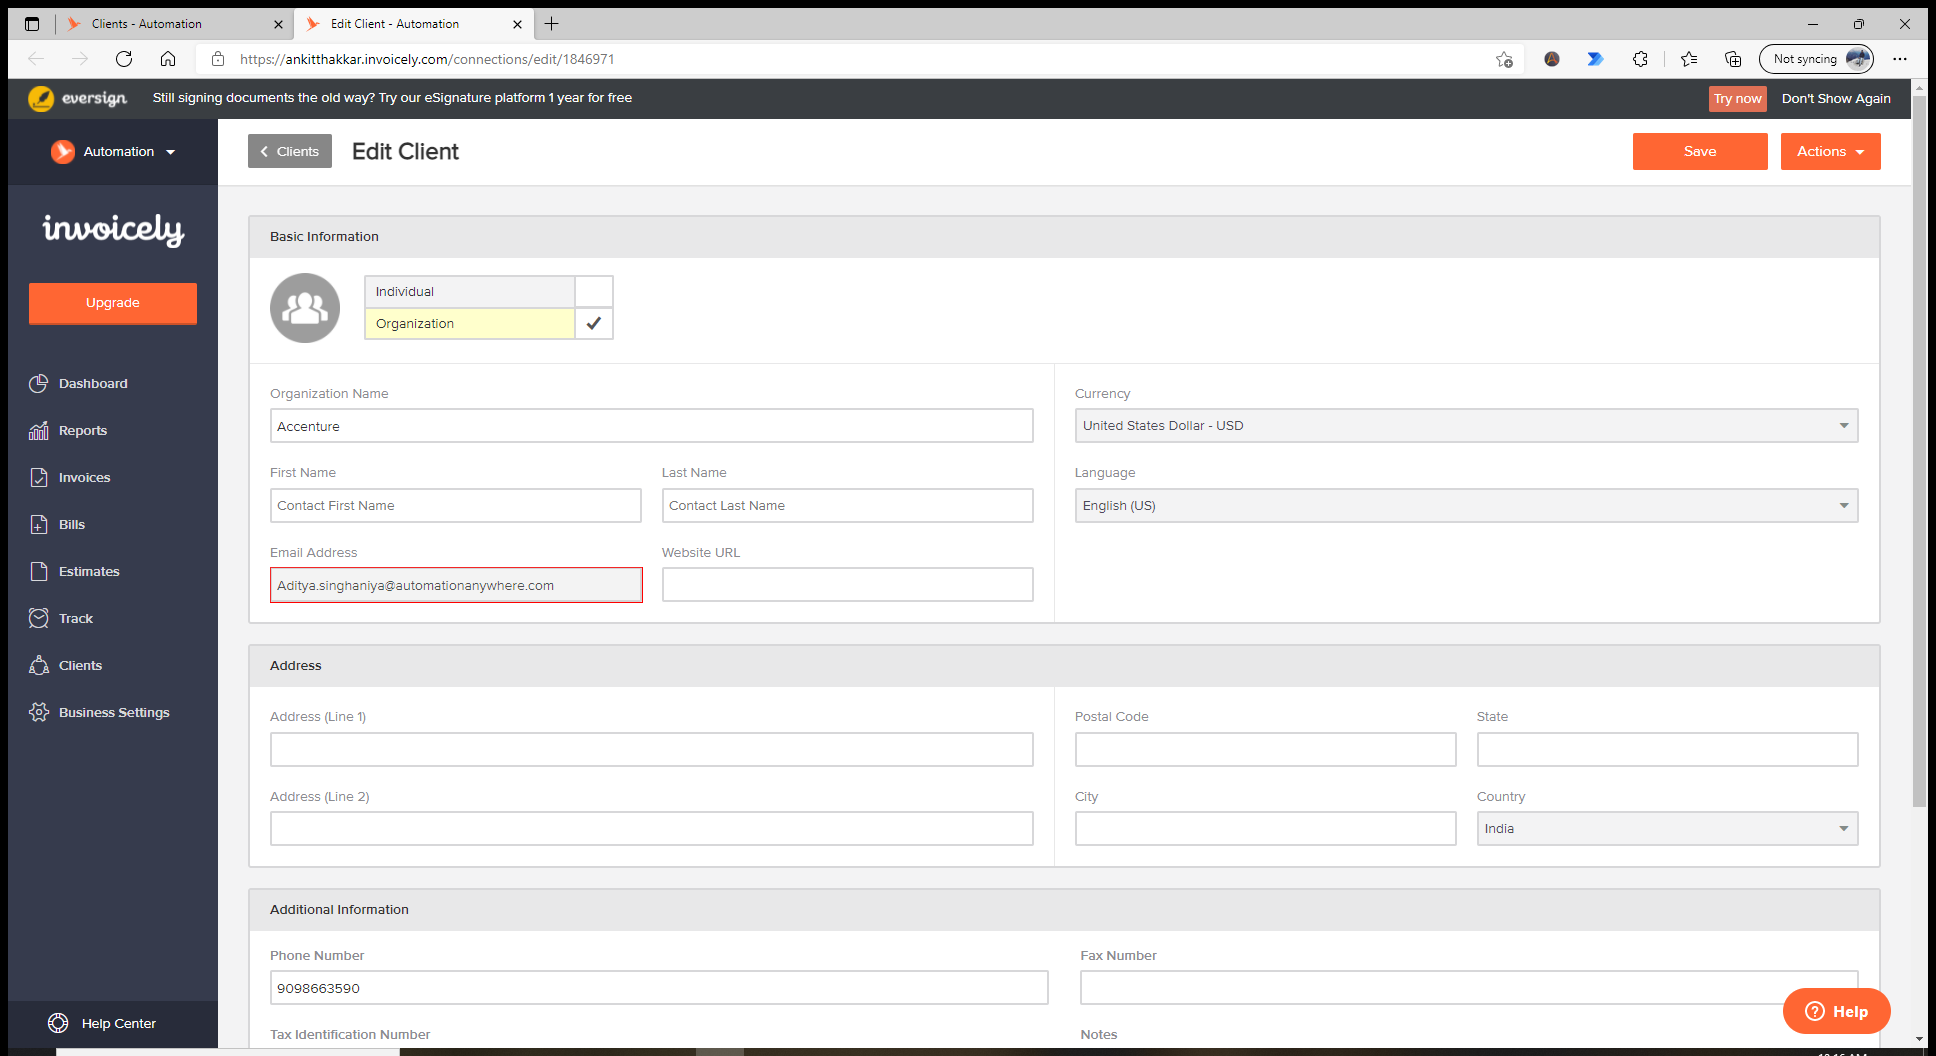 Clients - Automation
Edit Client - Automation
https://ankitthakkar.invoicely.com/connections/edit/1846971
Not syncing
eversign
Still signing documents the old way? Try our eSignature platform 1 year for free
Try now
Don't Show Again
Automation
Clients
Edit Client
Save
Actions
invoicely
Upgrade
Dashboard
Reports
Invoices
Bills
Estimates
Track
Clients
Business Settings
Help Center
Basic Information
Individual
Organization
Organization Name
Accenture
Currency
United States Dollar - USD
First Name
Contact First Name
Last Name
Contact Last Name
Language
English (US)
Email Address
Aditya.singhaniya@automationanywhere.com
Website URL
Address
Address (Line 1)
Postal Code
State
Address (Line 2)
City
Country
India
Additional Information
Phone Number
9098663590
Fax Number
Tax Identification Number
Notes
Help